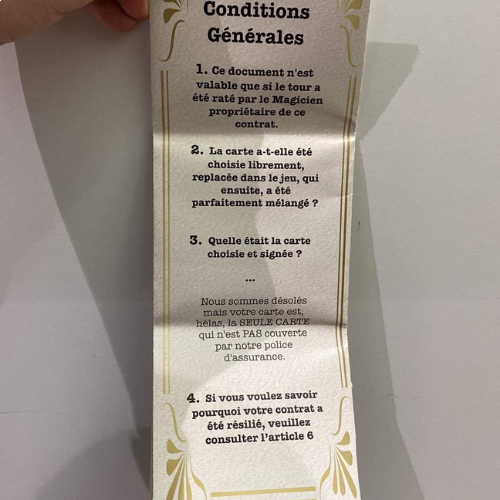 Conditions
Générales
1. Ce document n'est
valable que si le tour a
été raté par le Magicien
propriétaire de ce
contrat.
2. La carte a-t-elle été
choisie librement,
replacée dans le jeu, qui
ensuite, a été
parfaitement mélangé ?
3. Quelle était la carte
choisie et signée ?
...
Nous sommes désolés
mais votre carte est,
hélas, la SEULE CARTE
qui n'est PAS couverte
par notre police
d'assurance.
4. Si vous voulez savoir
pourquoi votre contrat a
été résilié, veuillez
consulter l'article 6